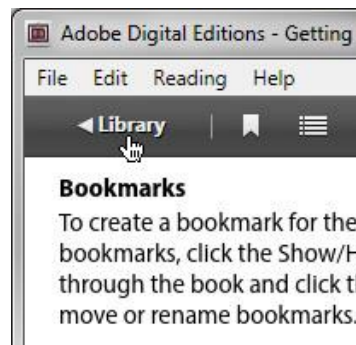 Adobe Digital Editions - Getting
File Edit Reading Help
◀ Library
Bookmarks
To create a bookmark for the
bookmarks, click the Show/H
through the book and click t
move or rename bookmarks.